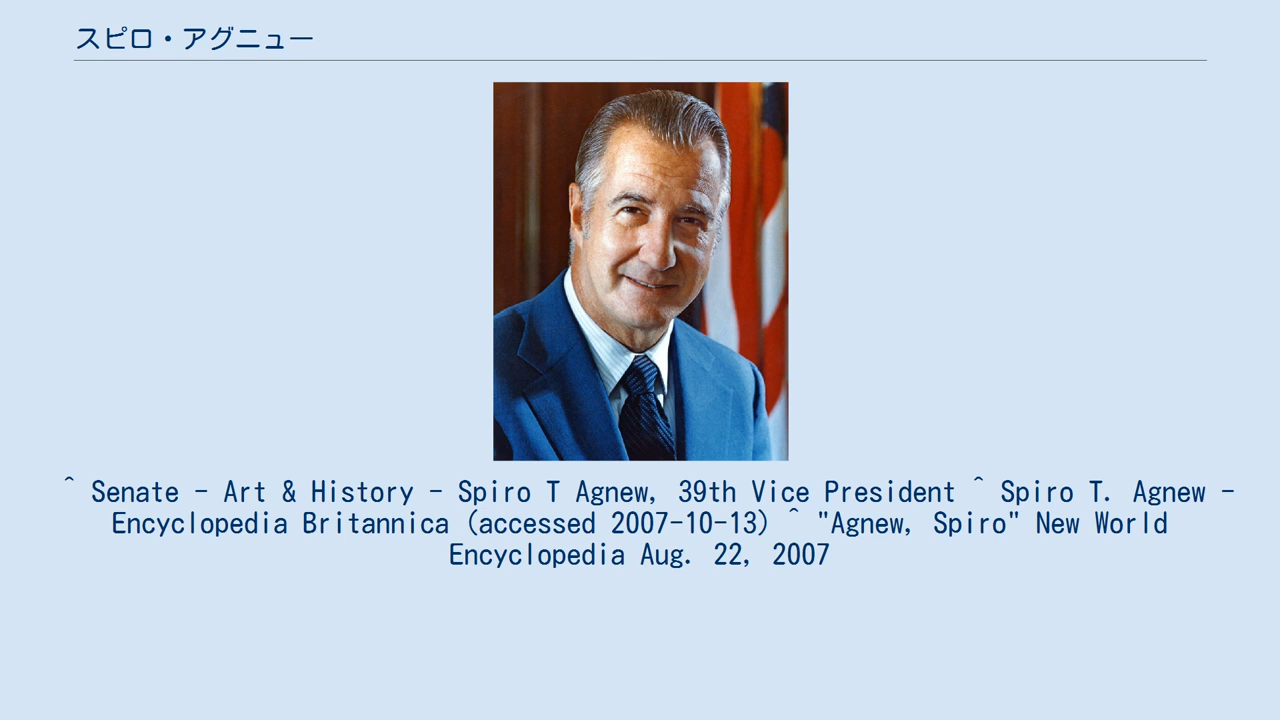 スピロ・アグニュー
^ Senate - Art & History - Spiro T Agnew, 39th Vice President ^ Spiro T. Agnew -
Encyclopedia Britannica (accessed 2007-10-13) ^ "Agnew, Spiro" New World
Encyclopedia Aug. 22, 2007